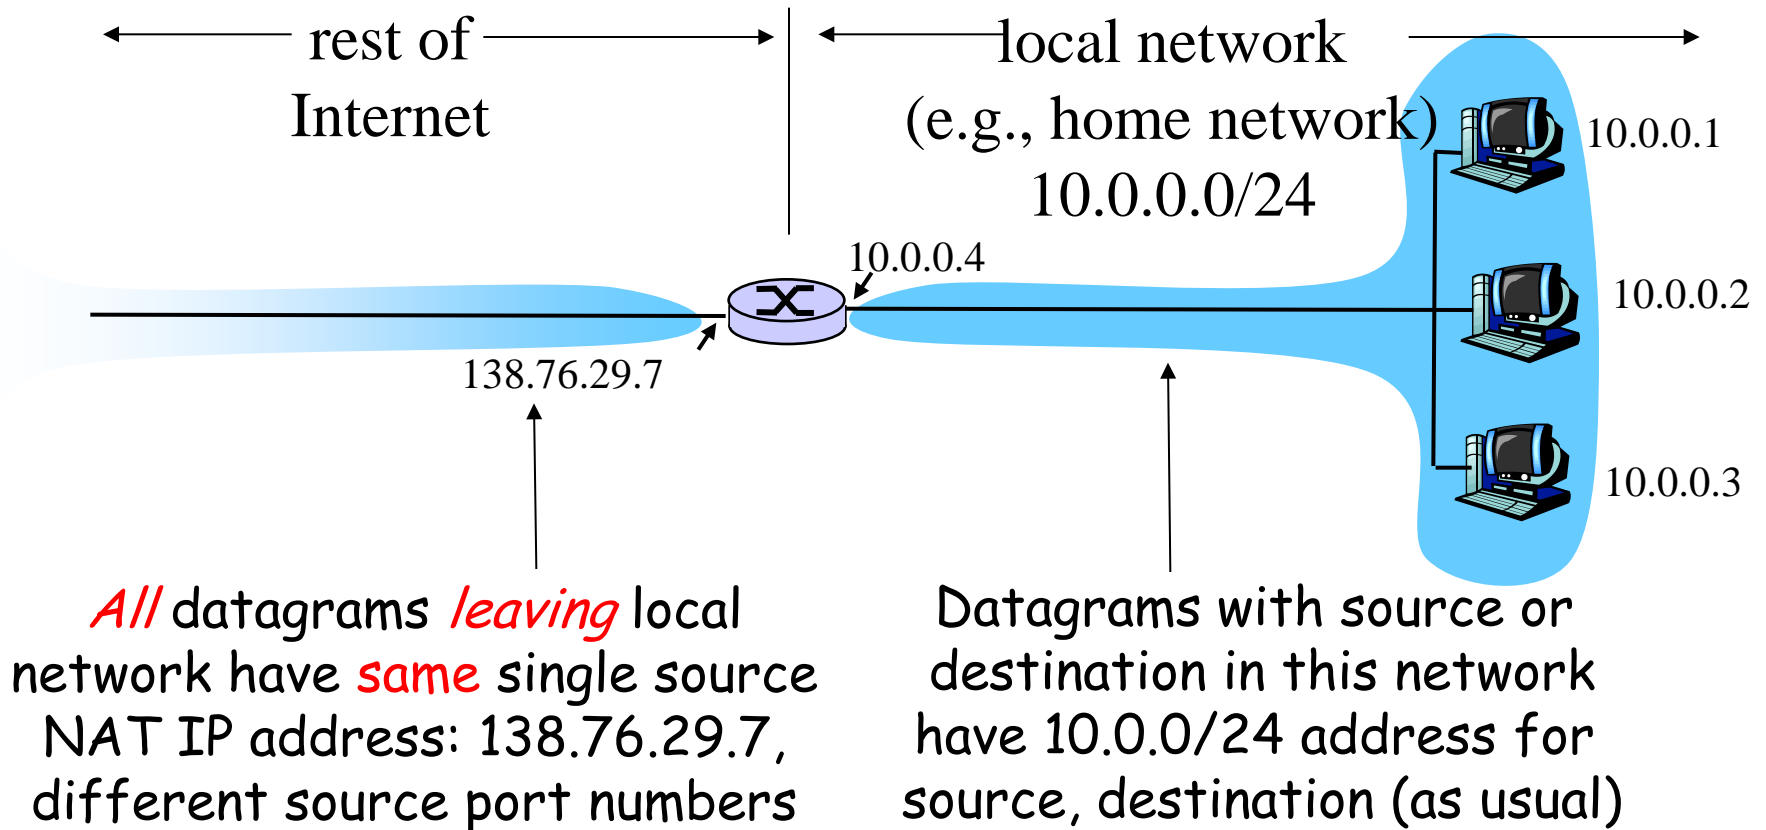 rest of
Internet
local network
(e.g., home network)
10.0.0.0/24
10.0.0.1
10.0.0.4
10.0.0.2
138.76.29.7
10.0.0.3
All datagrams leaving local
network have same single source
NAT IP address: 138.76.29.7,
different source port numbers
Datagrams with source or
destination in this network
have 10.0.0/24 address for
source, destination (as usual)